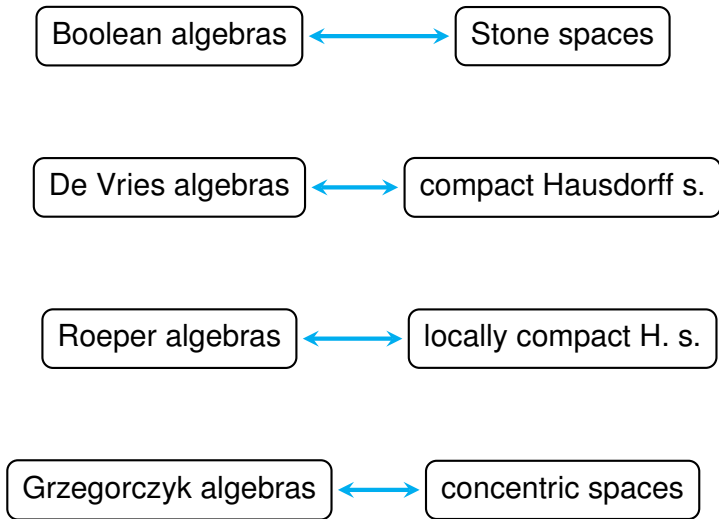 Boolean algebras
Stone spaces
De Vries algebras
compact Hausdorff s.
Roeper algebras
locally compact H. s.
Grzegorczyk algebras
concentric spaces